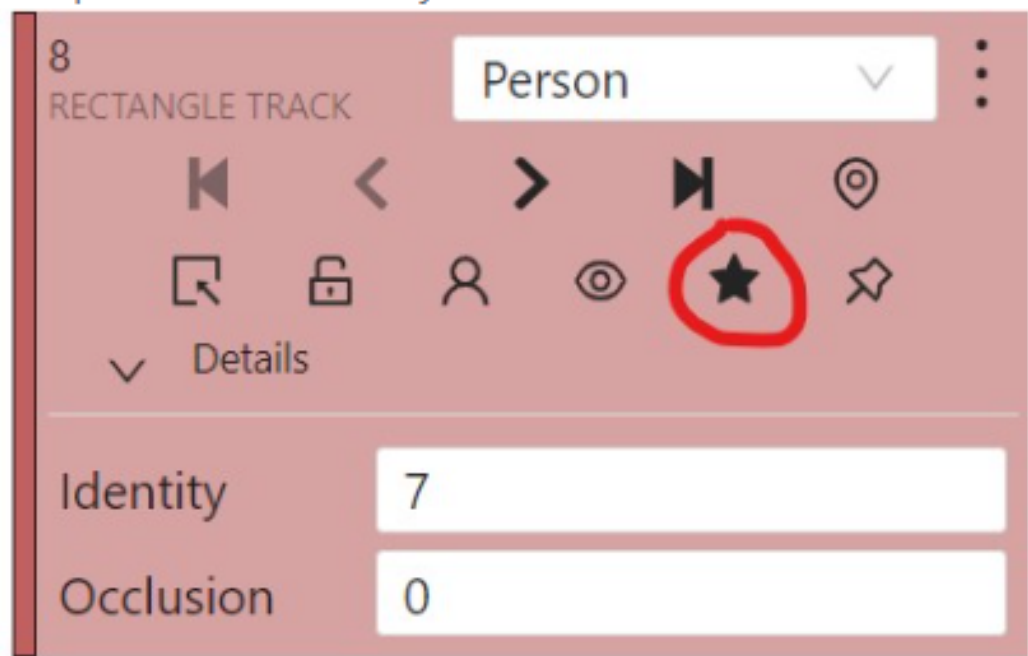 8
RECTANGLE TRACK
Person
Details
Identity
7
Occlusion
0